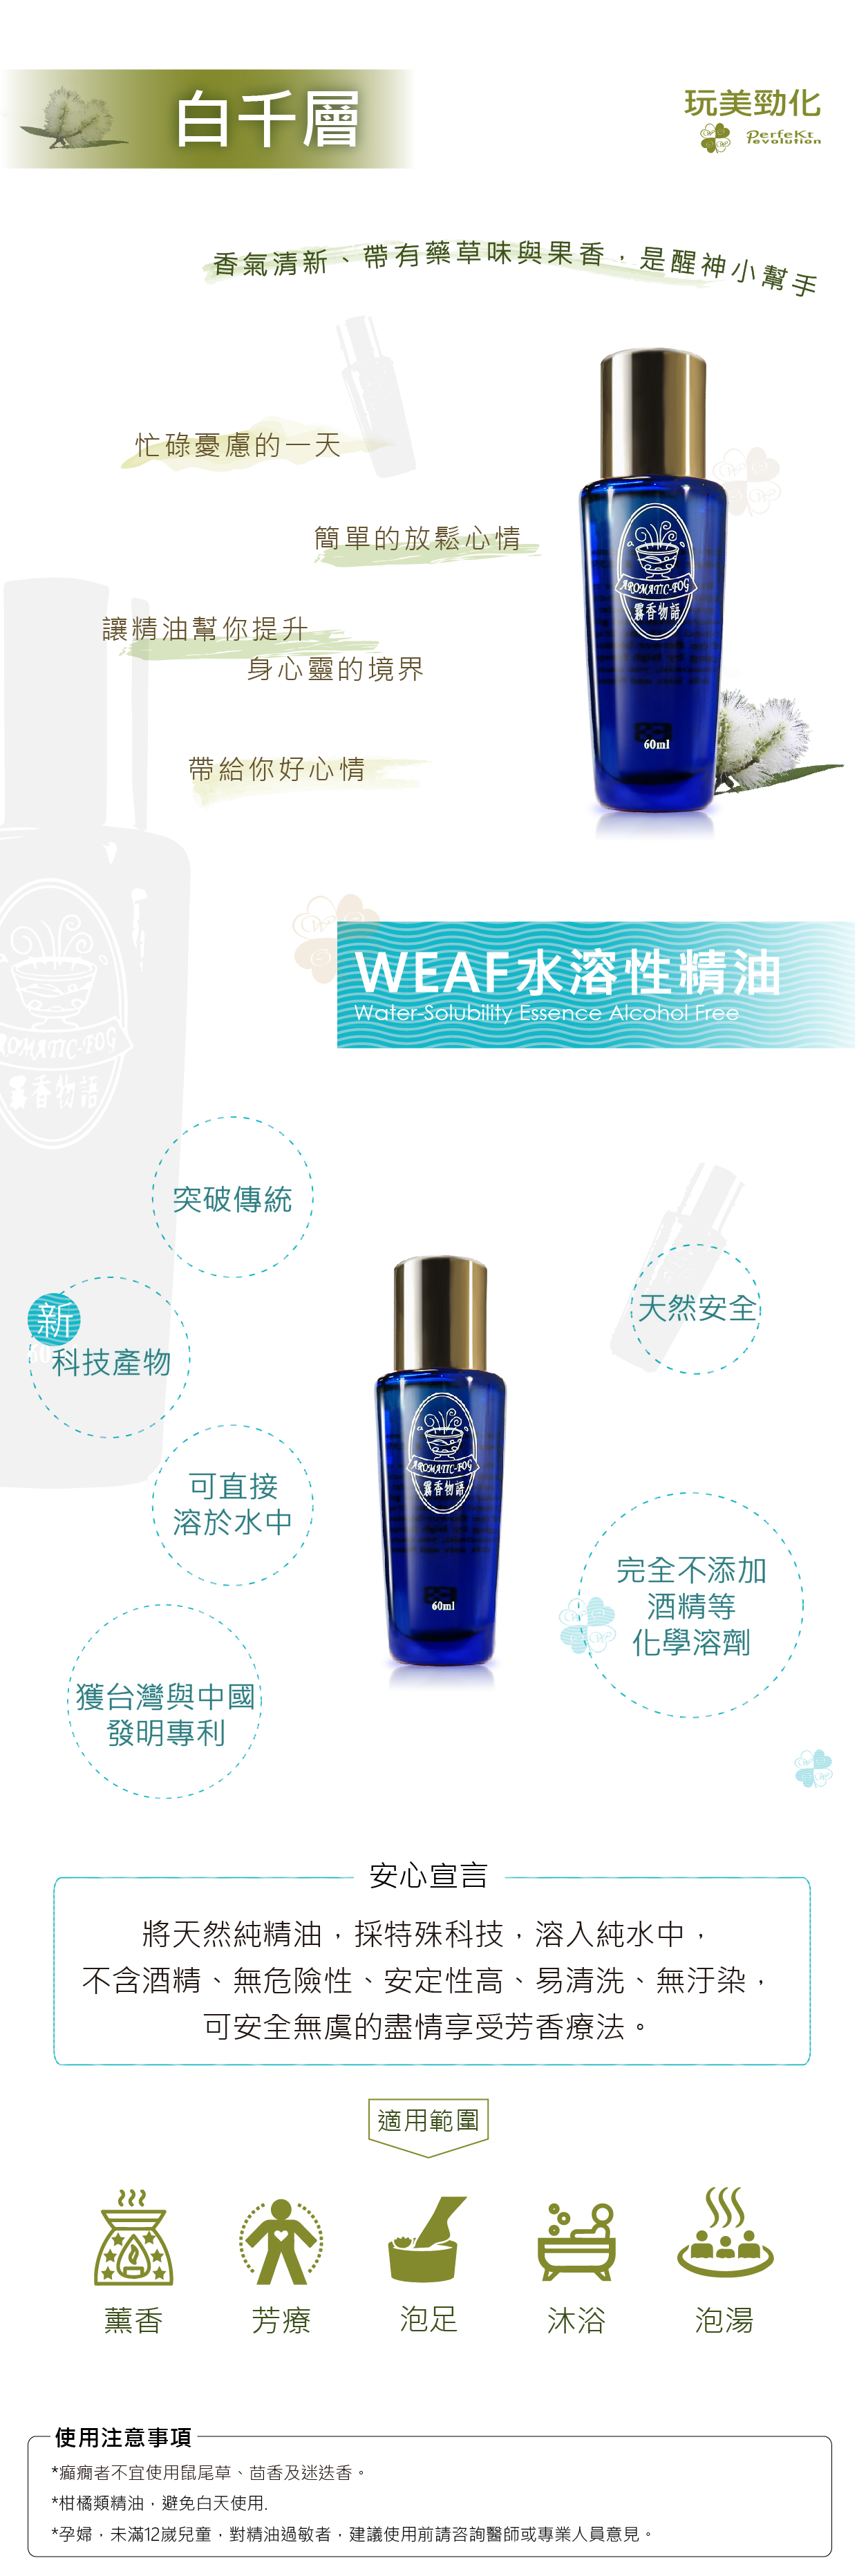 白千層
玩美勁化
Perfekt
revolution
香氣清新、帶有藥草味與果香，是醒神小幫手
忙碌憂慮的一天
簡單的放鬆心情
讓精油幫你提升
身心靈的境界
帶給你好心情
AROMATIC-FOG
霧香物語
60ml
WEAF水溶性精油
Water-Solubility Essence Alcohol Free
AROMATIC-FOG
霧香物語
突破傳統
新
科技產物
天然安全
可直接
溶於水中
AROMATIC-FOG
霧香物語
60ml
完全不添加
酒精等
化學溶劑
獲台灣與中國
發明專利
安心宣言
將天然純精油，採特殊科技，溶入純水中，
不含酒精、無危險性、安定性高、易清洗、無汙染，
可安全無虞的盡情享受芳香療法。
適用範圍
薰香
芳療
泡足
沐浴
泡湯
使用注意事項
*癲癇者不宜使用鼠尾草、茴香及迷迭香。
*柑橘類精油，避免白天使用.
*孕婦，未滿12歲兒童，對精油過敏者，建議使用前請咨詢醫師或專業人員意見。